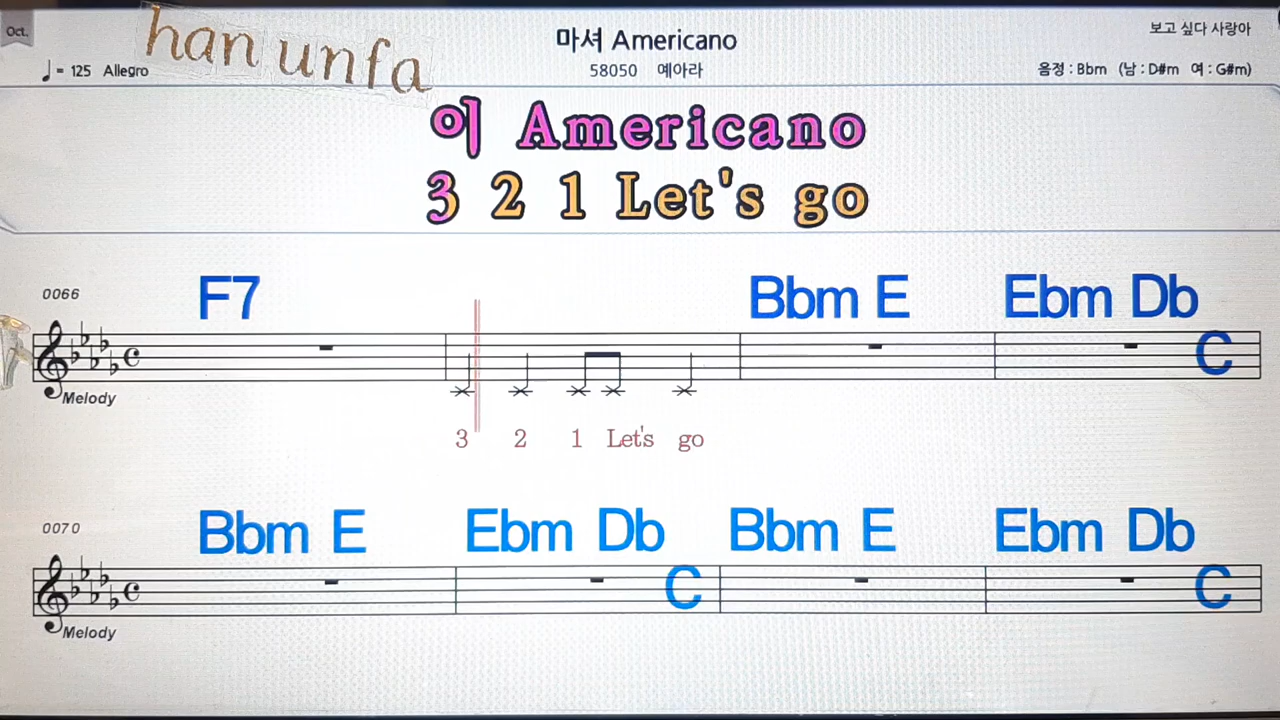 Oct.
han unfa
♩= 125 Allegro
마셔 Americano
58050 예아라
보고 싶다 사랑아
음정 : Bbm (남 : D#m 여 : G#m)
이 Americano
3 2 1 Let's go
0066
F7 Bbm E Ebm Db C
Melody
3 2 1 Let's go
0070
Bbm E Ebm Db C Bbm E Ebm Db C
Melody